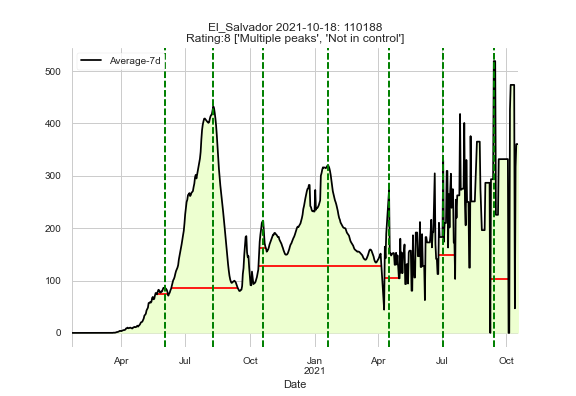 El_Salvador 2021-10-18: 110188
Rating:8 ['Multiple peaks', 'Not in control']
Average-7d
500
400
300
200
100
0
Apr
Jul
Oct
Jan
2021
Apr
Jul
Oct
Date